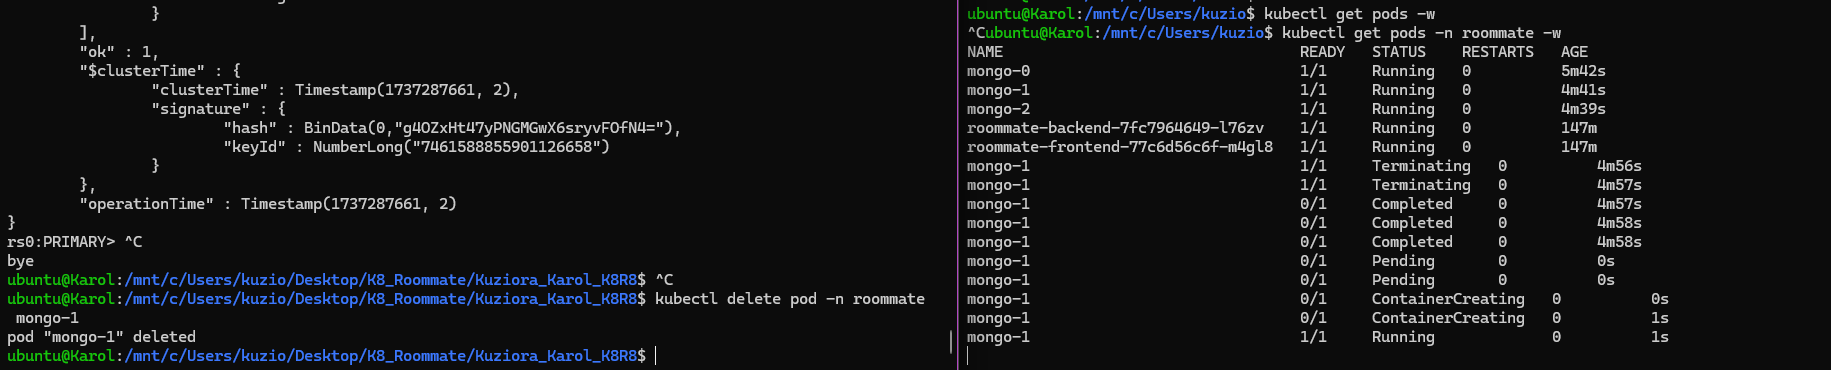 }
        ],
        "ok" : 1,
        "$clusterTime" : {
                "clusterTime" : Timestamp(1737287661, 2),
                "signature" : {
                        "hash" : BinData(0,"g4OZxHt47yPNGMGwX6sryvFOfN4="),
                        "keyId" : NumberLong("7461588855901126658")
                }
        },
        "operationTime" : Timestamp(1737287661, 2)
}
rs0:PRIMARY> ^C
bye
ubuntu@Karol:/mnt/c/Users/kuzio/Desktop/K8_Roommate/Kuziora_Karol_K8R8$ ^C
ubuntu@Karol:/mnt/c/Users/kuzio/Desktop/K8_Roommate/Kuziora_Karol_K8R8$ kubectl delete pod -n roommate
 mongo-1
pod "mongo-1" deleted
ubuntu@Karol:/mnt/c/Users/kuzio/Desktop/K8_Roommate/Kuziora_Karol_K8R8$
ubuntu@Karol:/mnt/c/Users/kuzio$ kubectl get pods -w
^Cubuntu@Karol:/mnt/c/Users/kuzio$ kubectl get pods -n roommate -w
NAME                                 READY   STATUS    RESTARTS   AGE
mongo-0                              1/1     Running   0          5m42s
mongo-1                              1/1     Running   0          4m41s
mongo-2                              1/1     Running   0          4m39s
roommate-backend-7fc7964649-l76zv    1/1     Running   0          147m
roommate-frontend-77c6d56c6f-m4gl8   1/1     Running   0          147m
mongo-1                              1/1     Terminating   0          4m56s
mongo-1                              1/1     Terminating   0          4m57s
mongo-1                              0/1     Completed     0          4m57s
mongo-1                              0/1     Completed     0          4m58s
mongo-1                              0/1     Completed     0          4m58s
mongo-1                              0/1     Pending       0          0s
mongo-1                              0/1     Pending       0          0s
mongo-1                              0/1     ContainerCreating   0          0s
mongo-1                              0/1     ContainerCreating   0          1s
mongo-1                              1/1     Running             0          1s